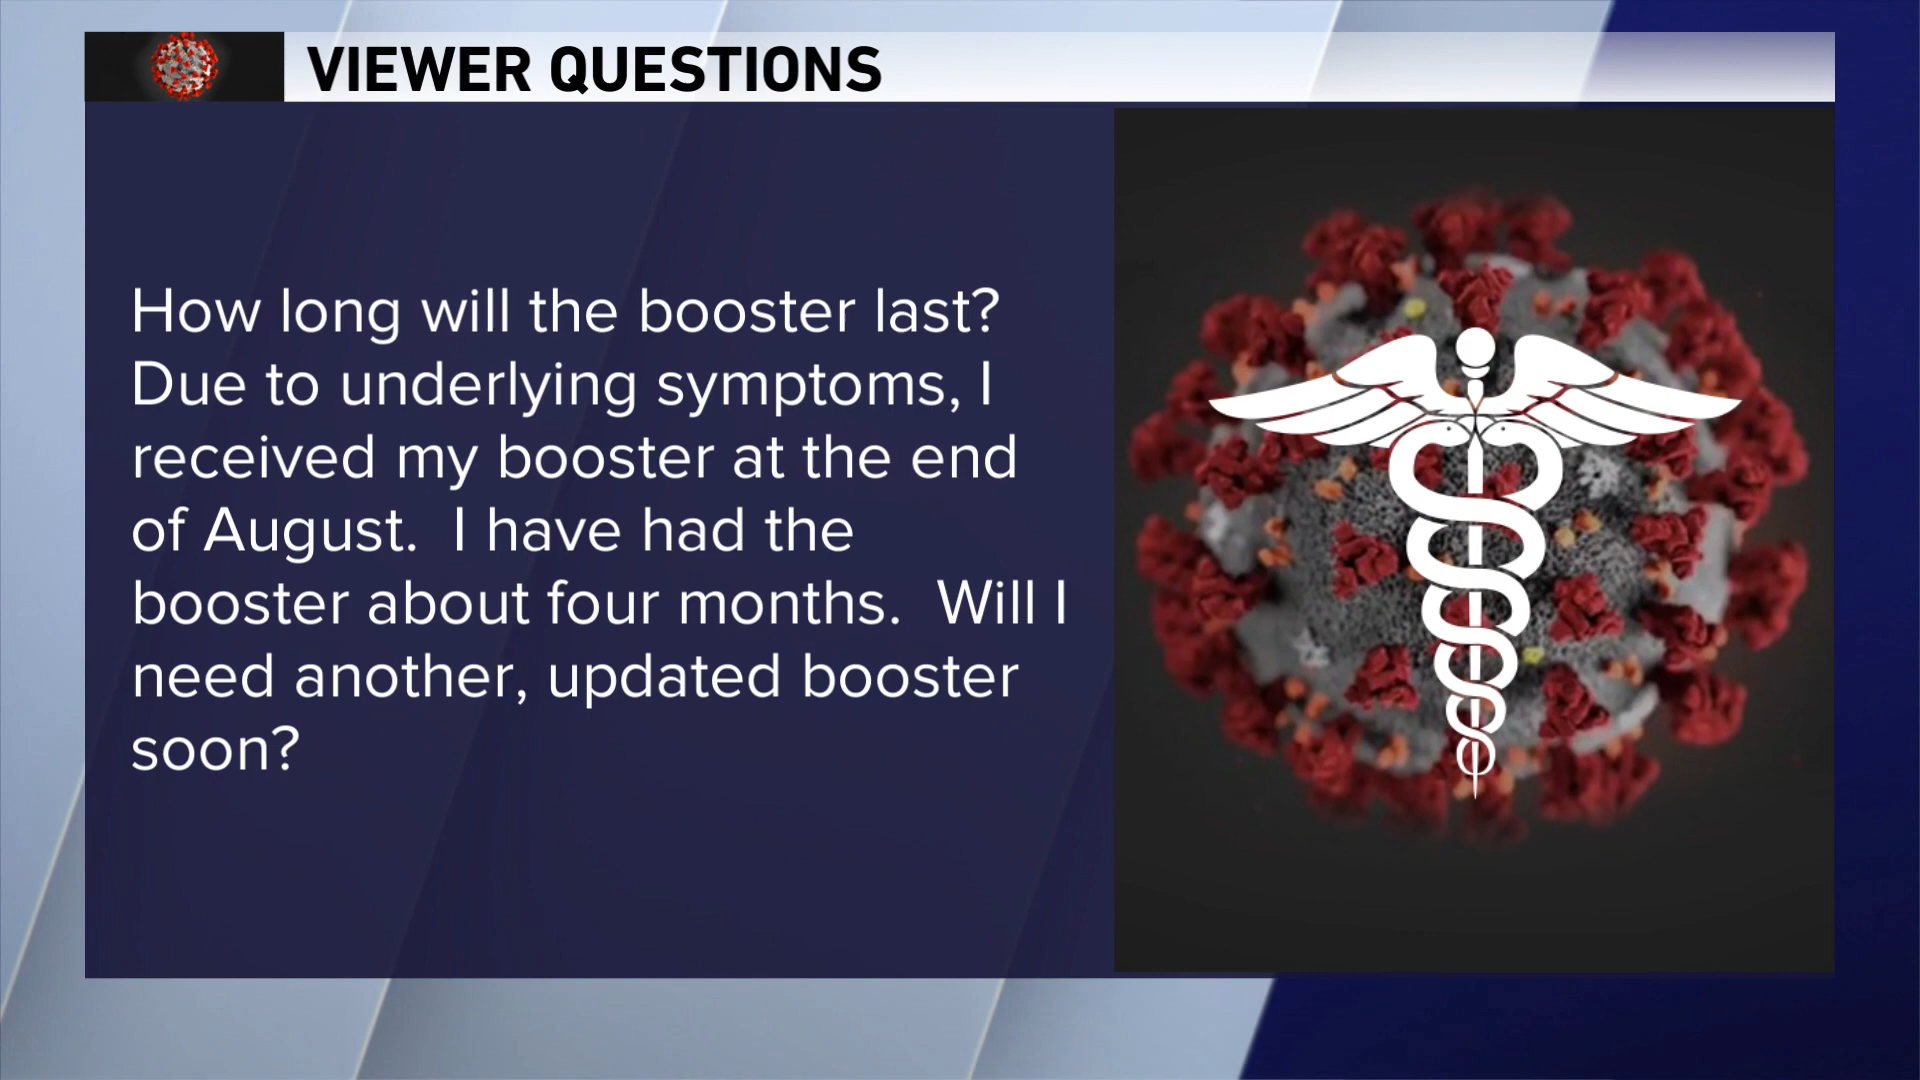 VIEWER QUESTIONS
How long will the booster last?
Due to underlying symptoms, I
received my booster at the end
of August.  I have had the
booster about four months.  Will I
need another, updated booster
soon?